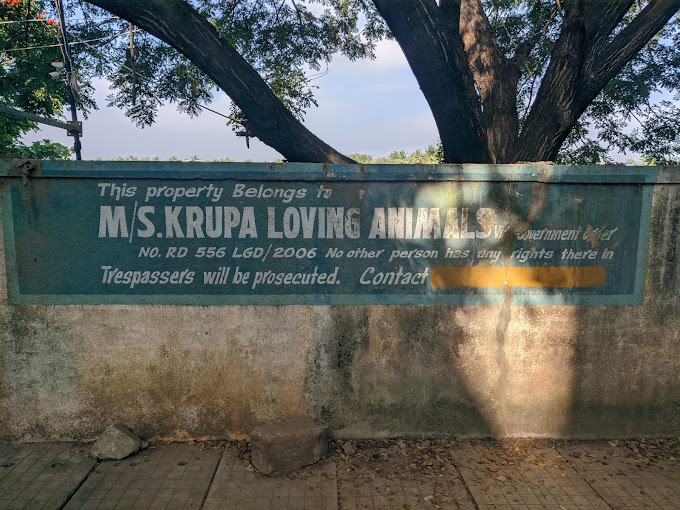 This property Belongs to
M/S. KRUPA LOVING ANIMALS Government Order
NO. RD 556 LGD/2006 No other person has any rights there in
Trespassers will be prosecuted. Contact